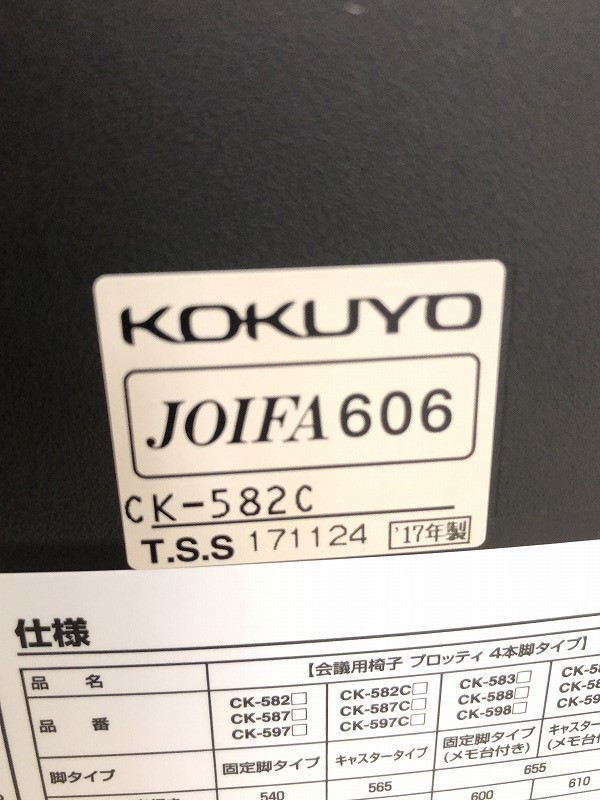 KOKUYO
JOIFA 606
CK-582C
T.S.S 171124 '17年製
仕様
品 名 【会議用椅子 プロッティ 4本脚タイプ】
品 番 CK-582□ CK-582C□ CK-583□
CK-587□ CK-587C□ CK-588□
CK-597□ CK-597C□ CK-598□
脚タイプ 固定脚タイプ キャスタータイプ 固定脚タイプ (メモ台付き)
540 565 655
600 610